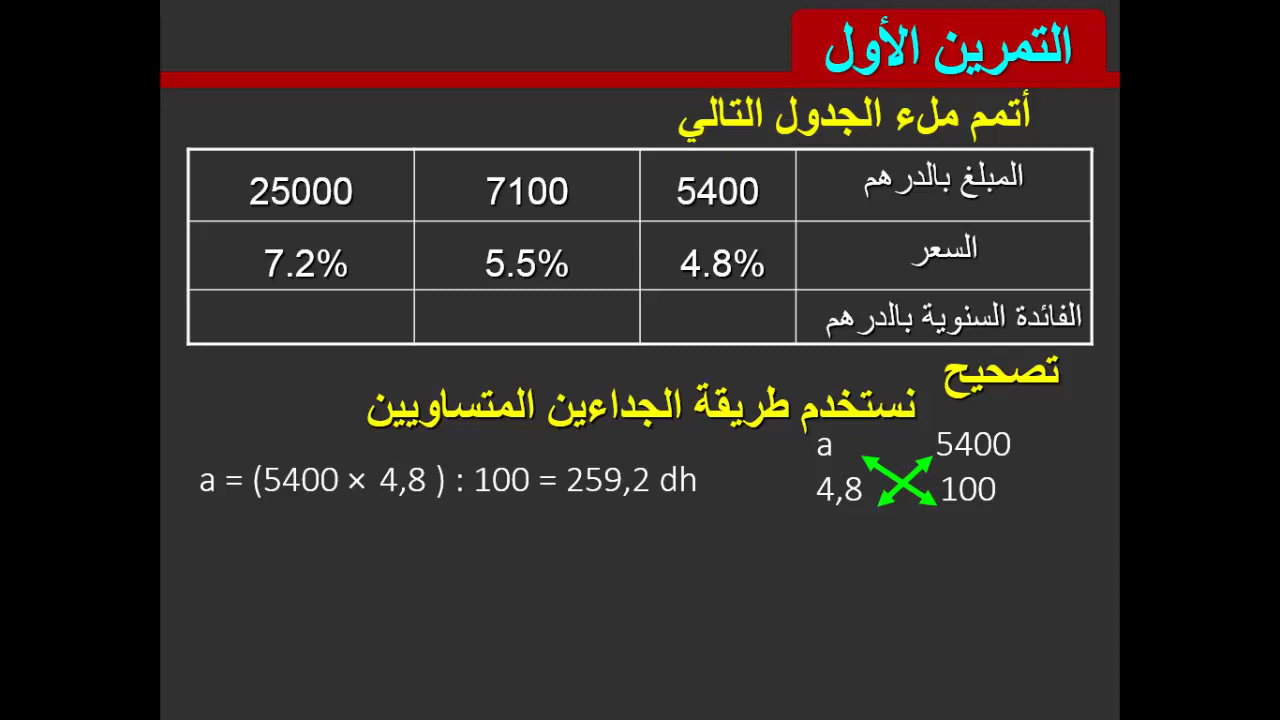 التمرين الأول
أتمم ملء الجدول التالي
المبلغ بالدرهم 5400 7100 25000
السعر 4.8% 5.5% 7.2%
الفائدة السنوية بالدرهم
تصحيح
نستخدم طريقة الجداءين المتساويين
a 5400
4,8 100
a = (5400 × 4,8 ) : 100 = 259,2 dh